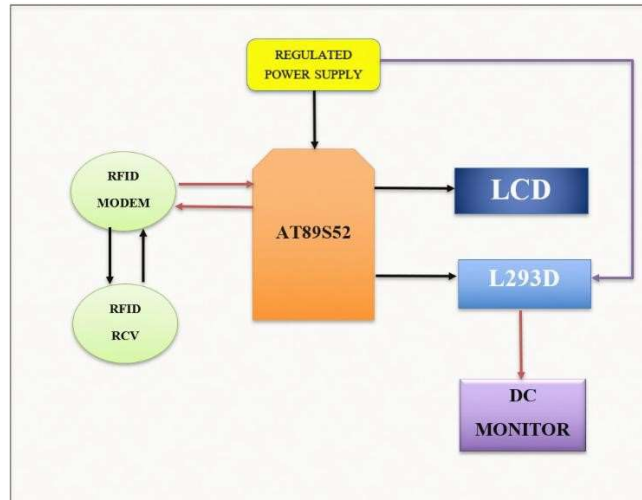 REGULATED
POWER SUPPLY
RFID
MODEM
AT89S52
LCD
L293D
RFID
RCV
DC
MONITOR